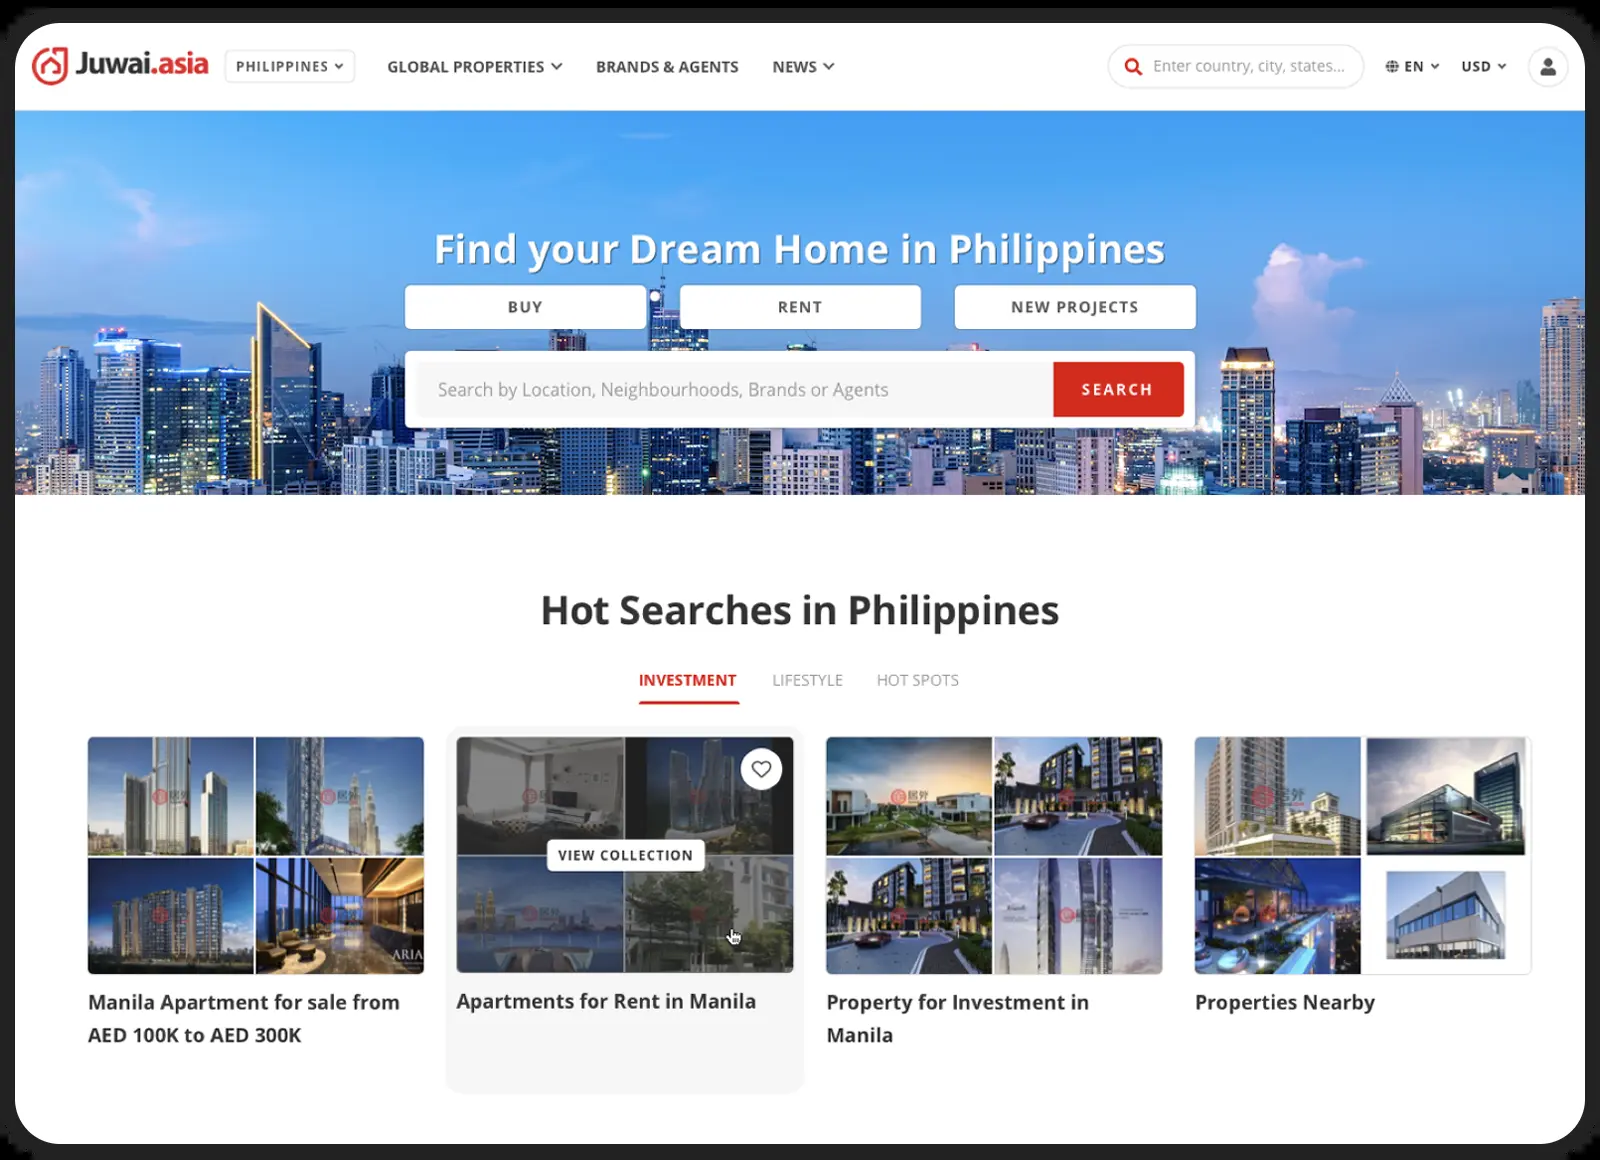 Juwai.asia
PHILIPPINES
GLOBAL PROPERTIES
BRANDS & AGENTS
NEWS
Enter country, city, states...
EN
USD
Find your Dream Home in Philippines
BUY
RENT
NEW PROJECTS
Search by Location, Neighbourhoods, Brands or Agents
SEARCH
Hot Searches in Philippines
INVESTMENT
LIFESTYLE
HOT SPOTS
VIEW COLLECTION
ARIA
Manila Apartment for sale from
AED 100K to AED 300K
Apartments for Rent in Manila
Property for Investment in
Manila
Properties Nearby